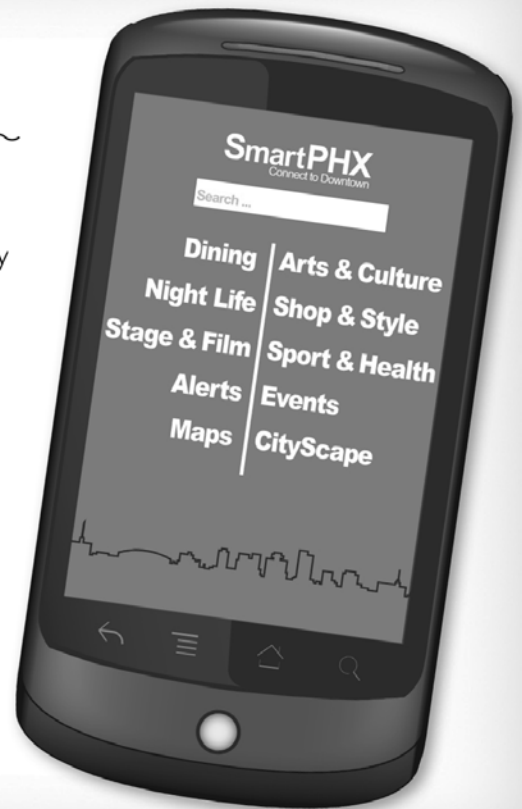 SmartPHX
Connect to Downtown
Search ...
Dining
Night Life
Stage & Film
Alerts
Maps
Arts & Culture
Shop & Style
Sport & Health
Events
CityScape